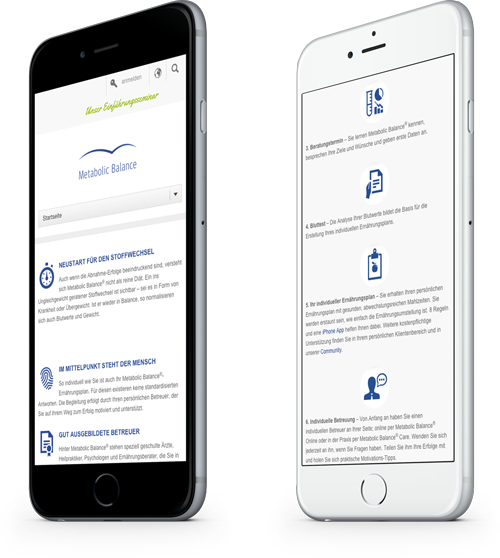 anmelden
Unser Einführungsseminar
Metabolic Balance
Startseite
NEUSTART FÜR DEN STOFFWECHSEL
Auch wenn die Abnahme-Erfolge beeindruckend sind, versteht
sich Metabolic Balance® nicht als reine Diät. Ein ins
Ungleichgewicht geratener Stoffwechsel ist sichtbar – sei es in Form von
Krankheit oder Übergewicht. Ist er wieder in Balance, so normalisieren
sich auch Blutwerte und Gewicht.
IM MITTELPUNKT STEHT DER MENSCH
So individuell wie Sie ist auch Ihr Metabolic Balance®-
Ernährungsplan. Für diesen existieren keine standardisierten
Antworten. Die Begleitung erfolgt durch Ihren persönlichen Betreuer, der
Sie auf Ihrem Weg zum Erfolg motiviert und unterstützt.
GUT AUSGEBILDETE BETREUER
Hinter Metabolic Balance® stehen speziell geschulte Ärzte,
Heilpraktiker, Psychologen und Ernährungsberater, die Sie in
3. Beratungstermin – Sie lernen Metabolic Balance® kennen,
besprechen Ihre Ziele und Wünsche und geben erste Daten an.
4. Bluttest – Die Analyse Ihrer Blutwerte bildet die Basis für die
Erstellung Ihres individuellen Ernährungsplans.
5. Ihr individueller Ernährungsplan – Sie erhalten Ihren persönlichen
Ernährungsplan mit gesunden, abwechslungsreichen Mahlzeiten. Sie
werden erstaunt sein, wie einfach die Ernährungsumstellung ist. 8 Regeln
und eine iPhone App helfen Ihnen dabei. Weitere kostenpflichtige
Unterstützung finden Sie in Ihrem persönlichen Klientenbereich und in
unserer Community.
6. Individuelle Betreuung – Von Anfang an haben Sie einen
individuellen Betreuer an Ihrer Seite; online per Metabolic Balance®
Online oder in der Praxis per Metabolic Balance® Care. Wenden Sie sich
jederzeit an ihn, wenn Sie Fragen haben. Teilen Sie ihm Ihre Erfolge mit
und holen Sie sich praktische Motivations-Tipps.